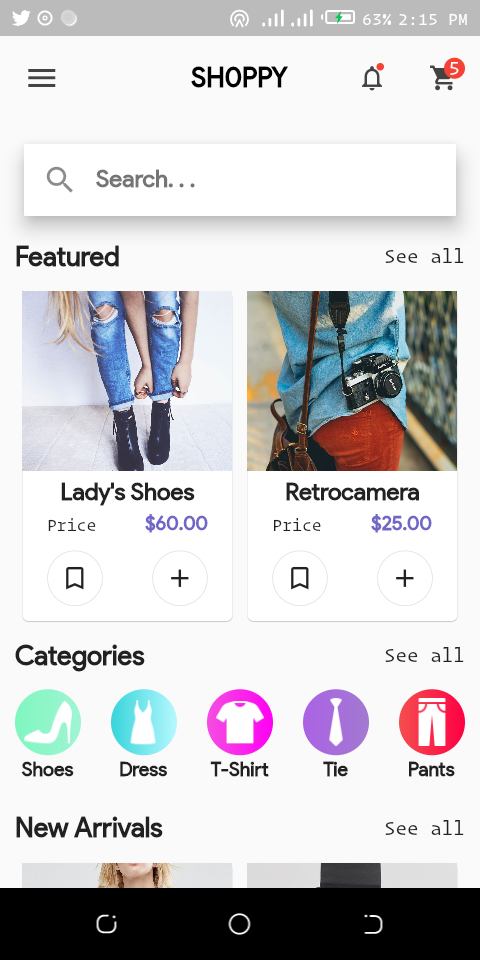 63% 2:15 PM
SHOPPY
5
Search...
Featured See all
Lady's Shoes Retrocamera
Price $60.00 Price $25.00
Categories See all
Shoes Dress T-Shirt Tie Pants
New Arrivals See all